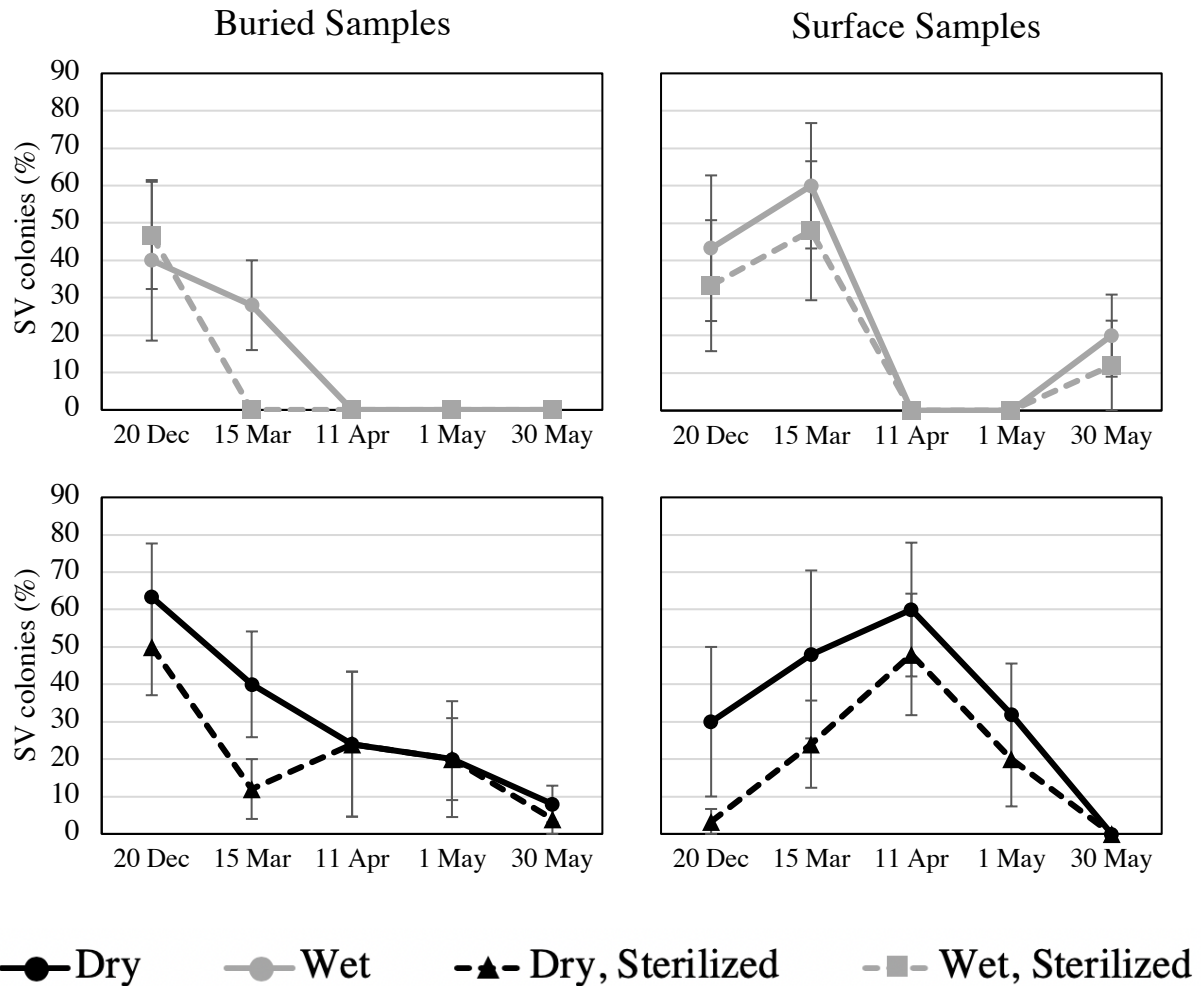 Buried Samples
Surface Samples
SV colonies (%)
90
80
70
60
50
40
30
20
10
0
20 Dec 15 Mar 11 Apr 1 May 30 May
20 Dec 15 Mar 11 Apr 1 May 30 May
SV colonies (%)
90
80
70
60
50
40
30
20
10
0
20 Dec 15 Mar 11 Apr 1 May 30 May
20 Dec 15 Mar 11 Apr 1 May 30 May
Dry Wet Dry, Sterilized Wet, Sterilized